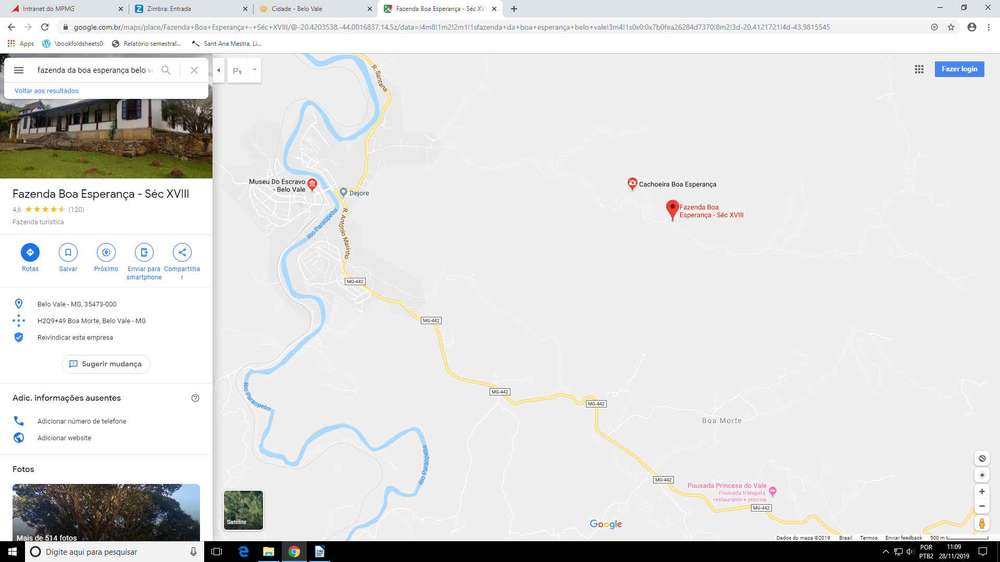 Intranet do MPMG
Zimbra: Entrada
Cidade - Belo Vale
Fazenda Boa Esperança - Séc XVI
google.com.br/maps/place/Fazenda+Boa+Esperança+-+Séc+XVIII/@-20.4203538,-44.0016837,14.5z/data=!4m8!1m2!2m1!1sfazenda+da+boa+esperança+belo+vale!3m4!1s0x0:0x7b0fea26284d7370!8m2!3d-20.4121721!4d-43.9815545
Apps
\bookfoldsheets0
Relatório semestral...
Sant Ana Mestra, Li...
fazenda da boa esperança belo va
Voltar aos resultados
Fazenda Boa Esperança - Séc XVIII
4,6 (120)
Fazenda turística
Rotas
Salvar
Próximo
Enviar para
smartphone
Compartilha
r
Belo Vale - MG, 35473-000
H2Q9+49 Boa Morte, Belo Vale - MG
Reivindicar esta empresa
Sugerir mudança
Adic. informações ausentes
Adicionar número de telefone
Adicionar website
Fotos
Mais de 514 fotos
Pt
Fazer login
R. Santana
Museu Do Escravo
- Belo Vale
Dejore
Cachoeira Boa Esperança
Fazenda Boa
Esperança - Séc XVIII
Rio Paraopeba
R. Antônio Marinho
MG-442
MG-442
Rio Paraopeba
MG-442
MG-442
Boa Morte
Rio Paraopeba
MG-442
Pousada Princesa do Vale
Pousada tranquila,
restaurante e piscina
MG-442
Satélite
Google
Dados do mapa ©2019 Brasil Termos Enviar feedback 500 m
Digite aqui para pesquisar
POR
PTB2
11:09
28/11/2019